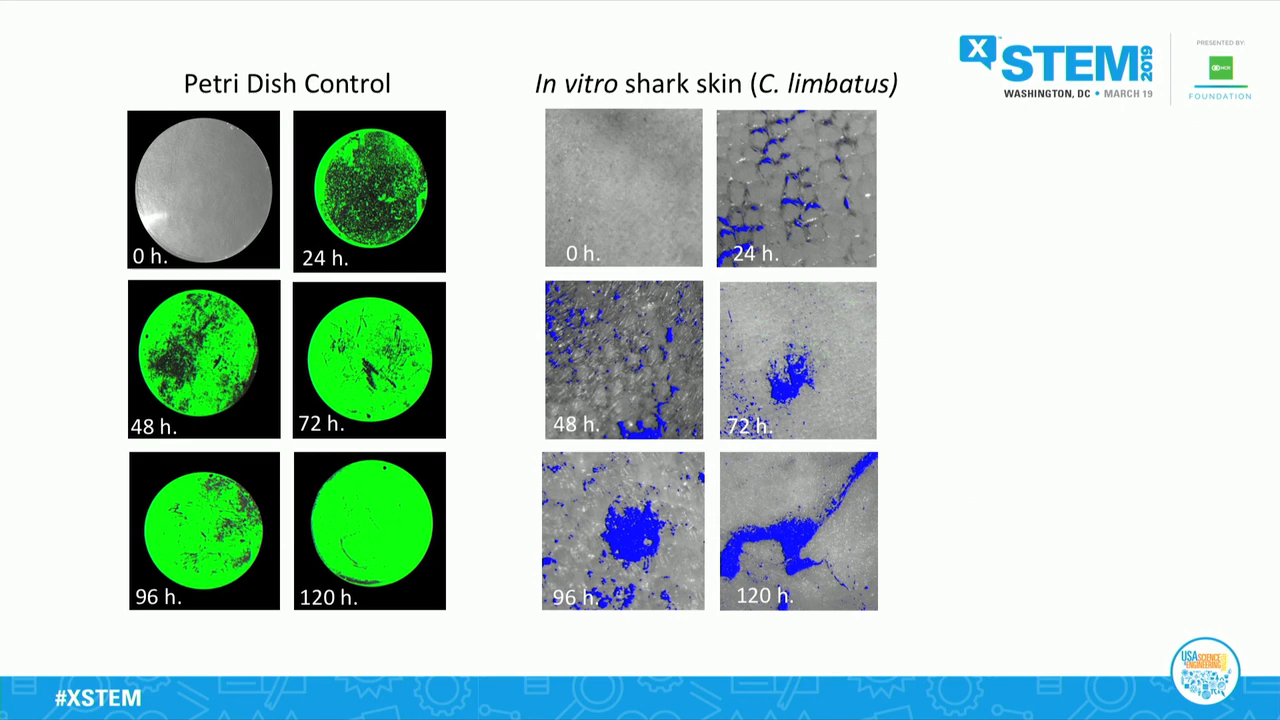 Petri Dish Control
In vitro shark skin (C. limbatus)
0 h.
24 h.
48 h.
72 h.
96 h.
120 h.
0 h.
24 h.
48 h.
72 h.
96 h.
120 h.
X STEM 2019
WASHINGTON, DC • MARCH 19
PRESENTED BY:
FOUNDATION
#XSTEM
USA SCIENCE
& ENGINEERING